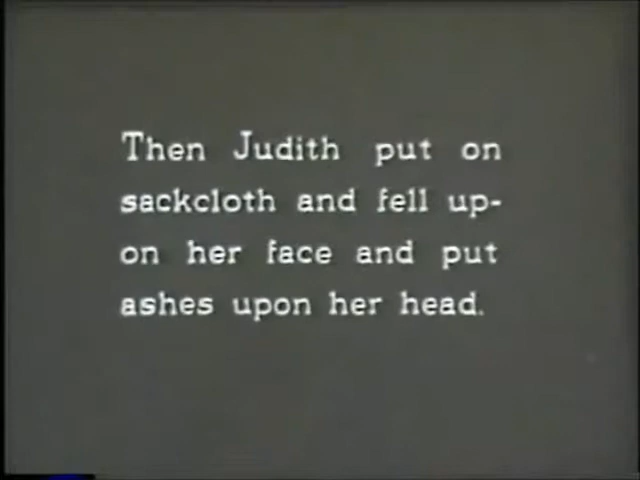 Then Judith put on
sackcloth and fell up-
on her face and put
ashes upon her head.